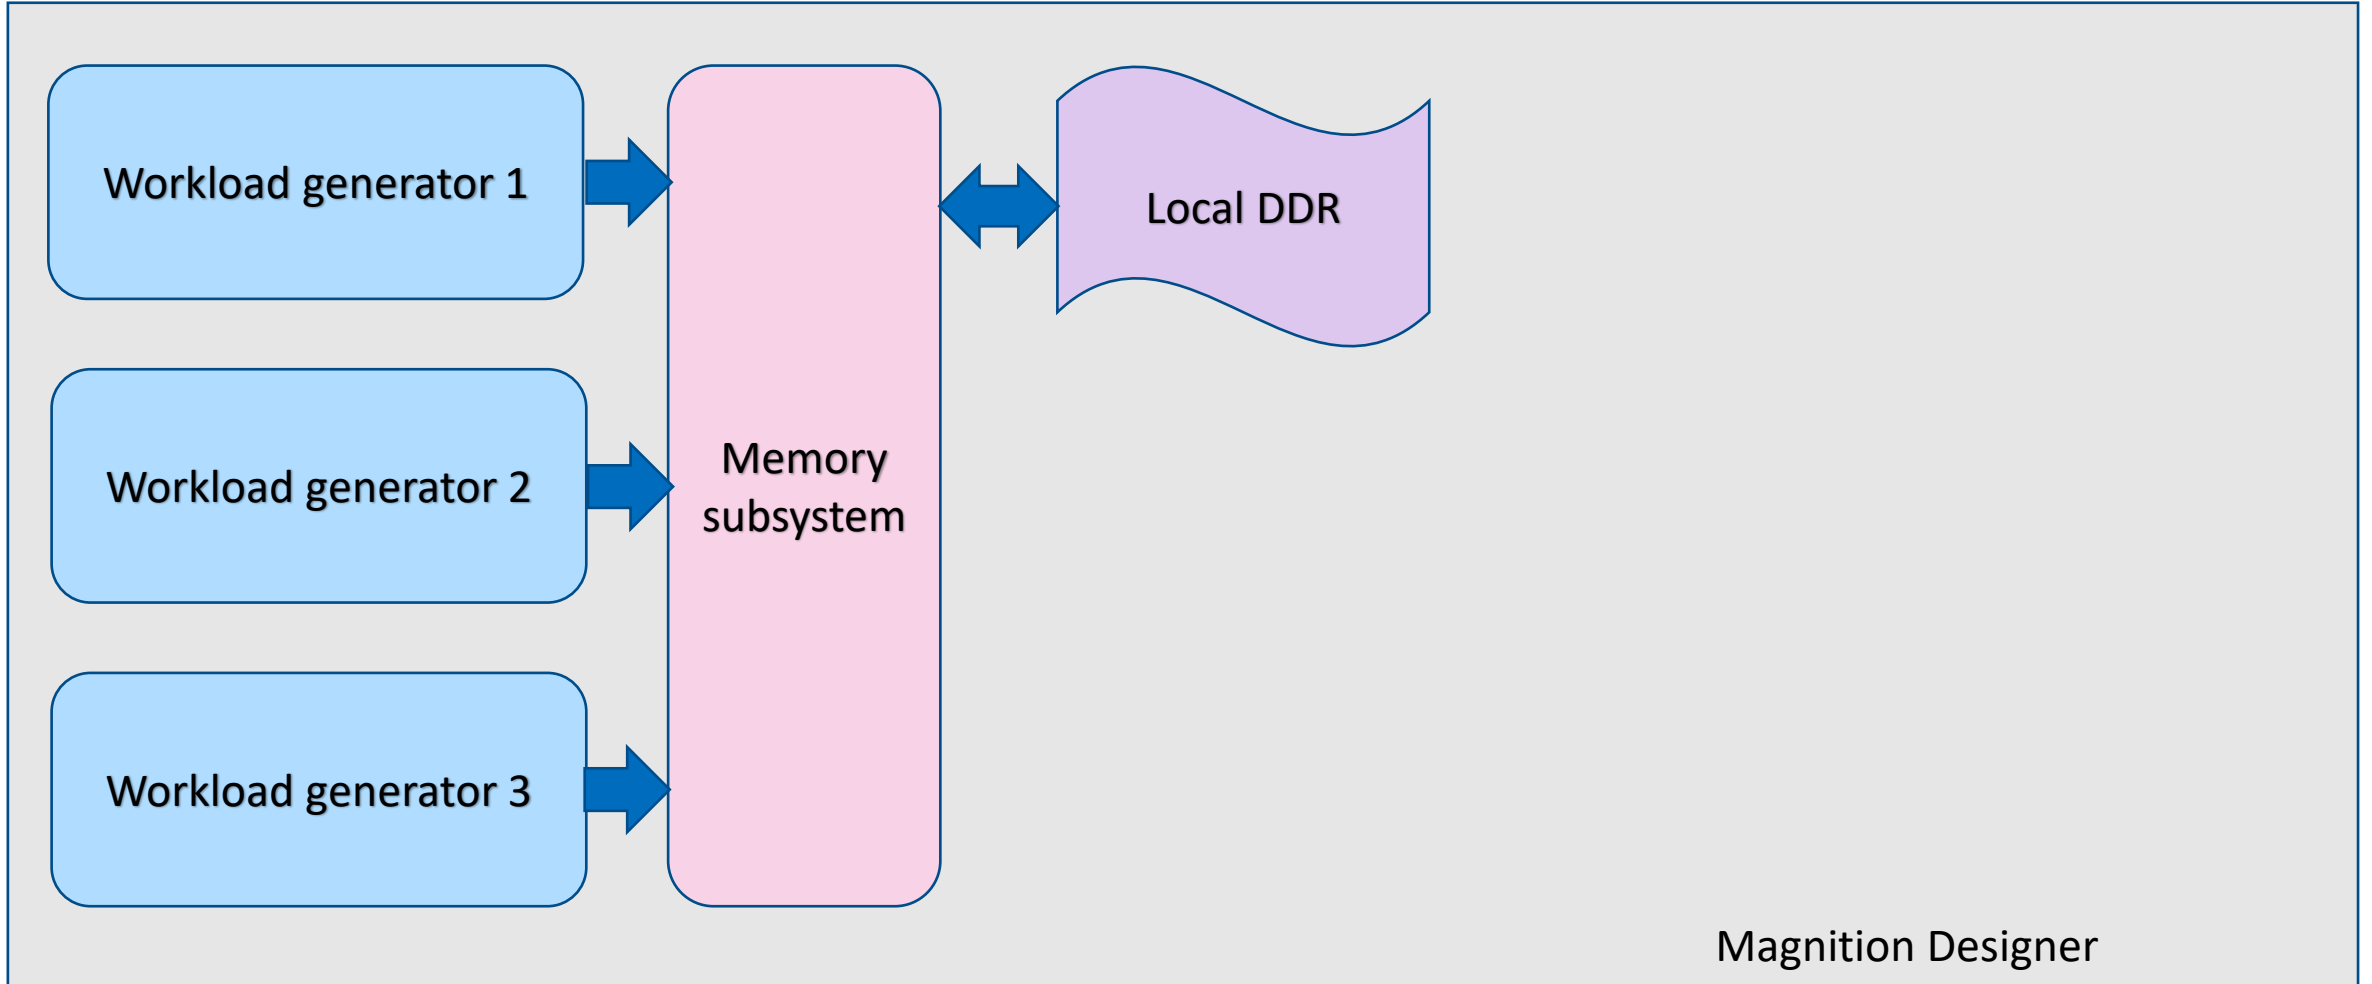 Workload generator 1
Local DDR
Memory
subsystem
Workload generator 2
Workload generator 3
Magnition Designer